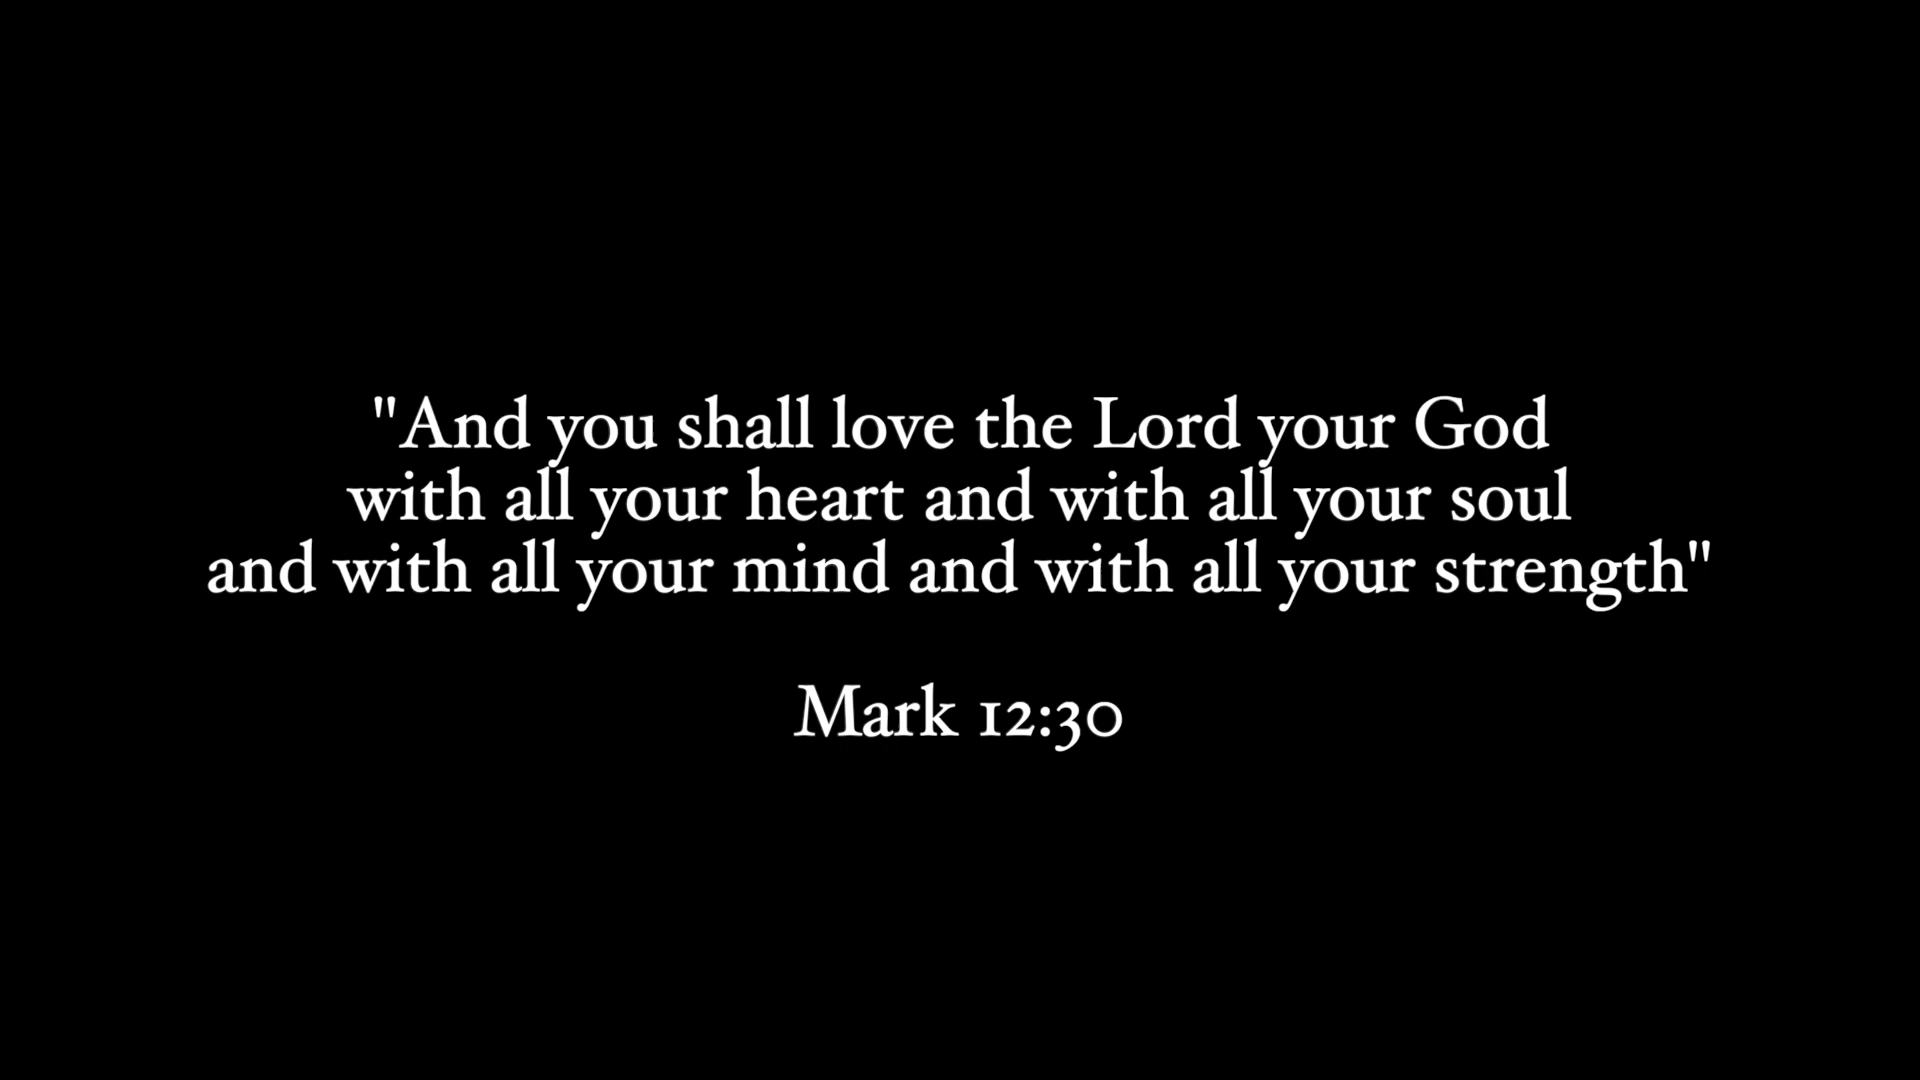 "And you shall love the Lord your God
with all your heart and with all your soul
and with all your mind and with all your strength"
Mark 12:30